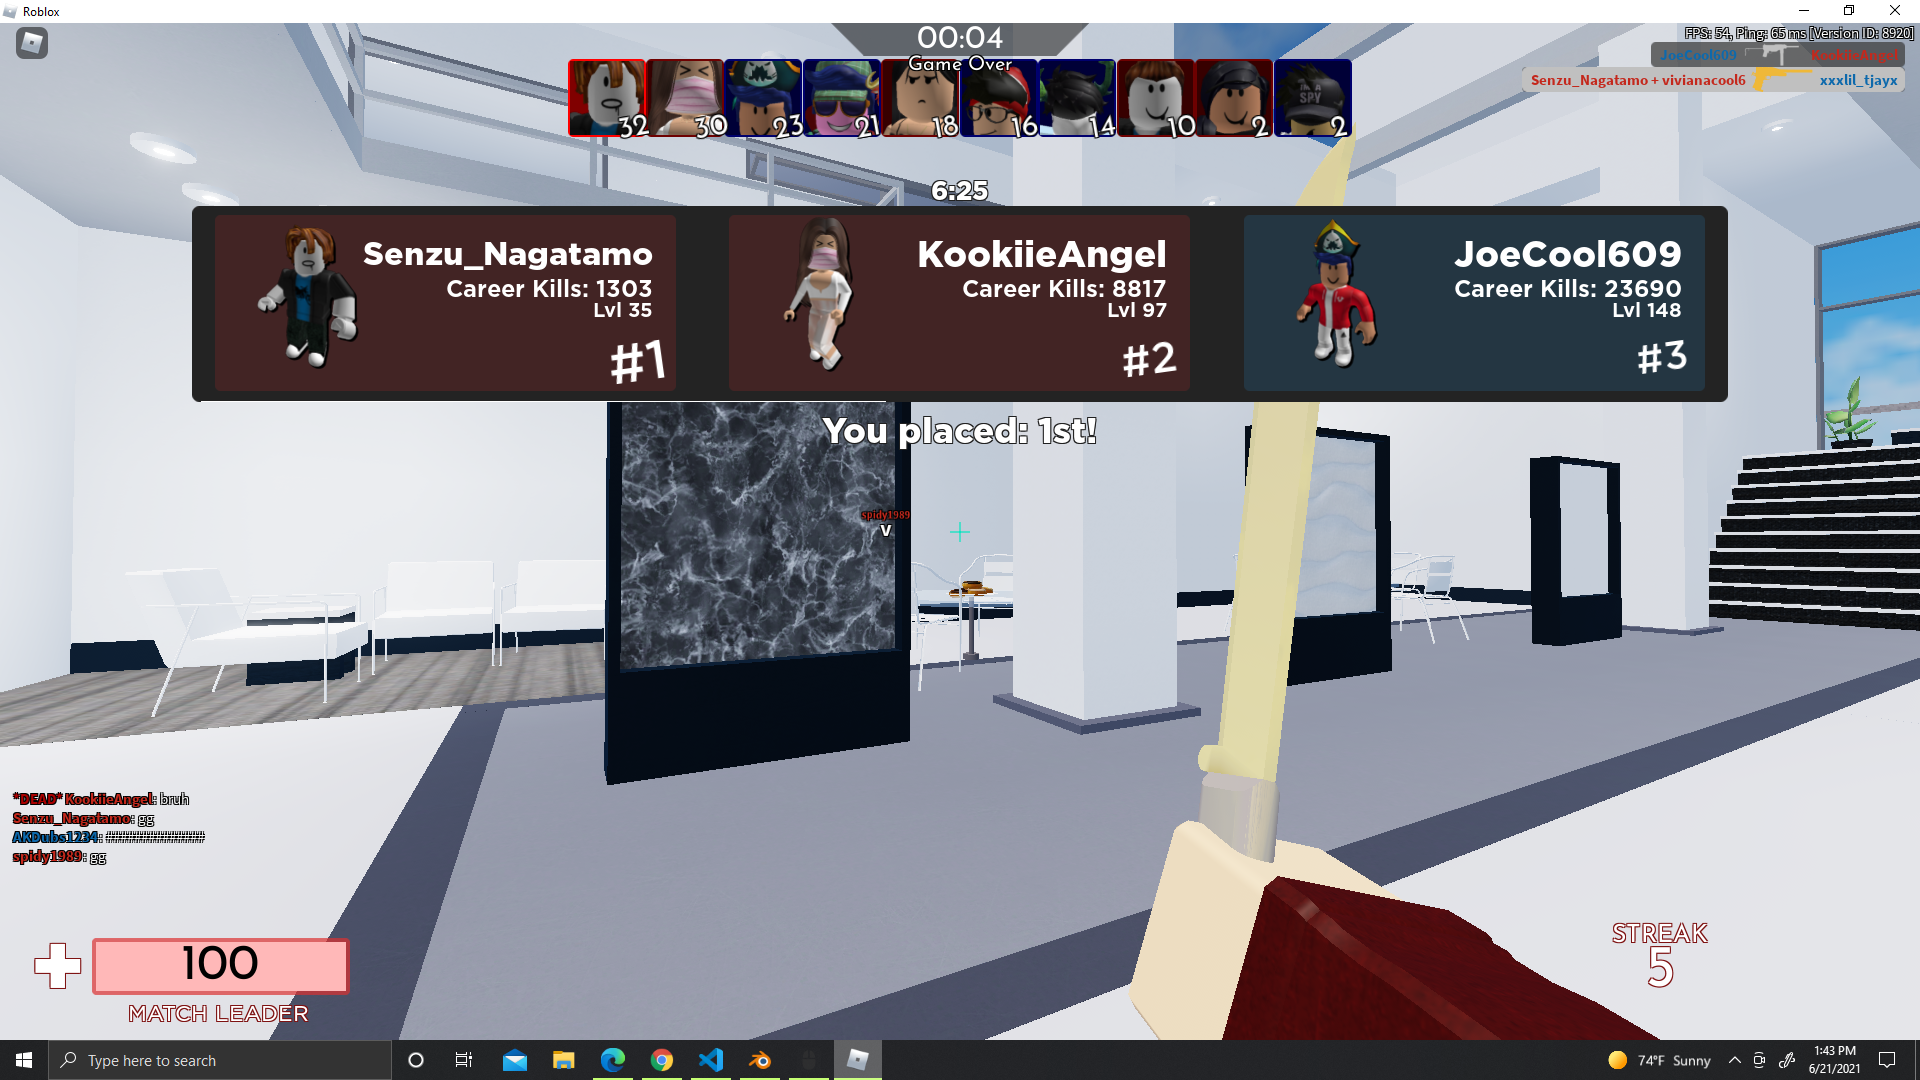 Roblox
00:04
Game Over
FPS: 54, Ping: 65 ms [Version ID: 8920]
JoeCool609 KookiieAngel
Senzu_Nagatamo + vivianacool6 xxxlil_tjayx
32 30 23 21 18 16 14 10 2 2
I'M A
SPY
6:25
Senzu_Nagatamo
Career Kills: 1303
Lvl 35
#1
KookiieAngel
Career Kills: 8817
Lvl 97
#2
JoeCool609
Career Kills: 23690
Lvl 148
#3
You placed: 1st!
spidy1989
V
*DEAD* KookiieAngel: bruh
Senzu_Nagatamo: gg
AKDubs1234: ##############
spidy1989: gg
100
MATCH LEADER
STREAK
5
Type here to search
74°F Sunny
1:43 PM
6/21/2021